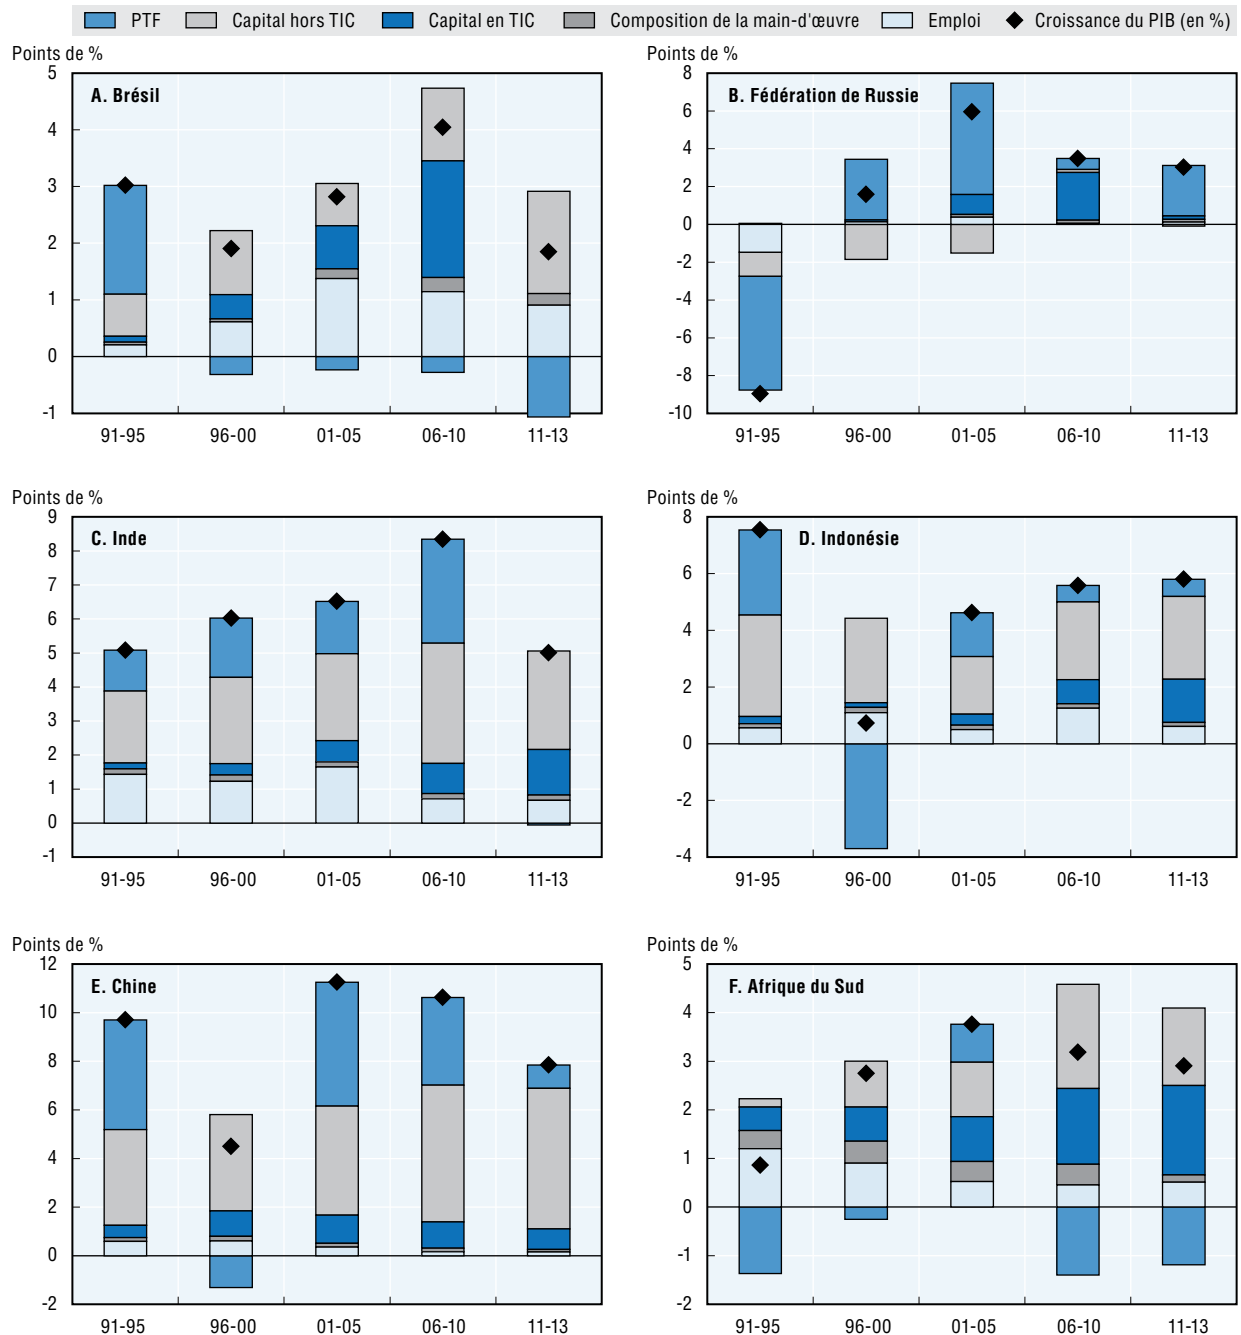 PTF Capital hors TIC Capital en TIC Composition de la main-d'œuvre Emploi Croissance du PIB (en %)
Points de %
A. Brésil
5
4
3
2
1
0
-1
91-95 96-00 01-05 06-10 11-13
Points de %
B. Fédération de Russie
8
6
4
2
0
-2
-4
-6
-8
-10
91-95 96-00 01-05 06-10 11-13
Points de %
C. Inde
9
8
7
6
5
4
3
2
1
0
-1
91-95 96-00 01-05 06-10 11-13
Points de %
D. Indonésie
8
6
4
2
0
-2
-4
91-95 96-00 01-05 06-10 11-13
Points de %
E. Chine
12
10
8
6
4
2
0
-2
91-95 96-00 01-05 06-10 11-13
Points de %
F. Afrique du Sud
5
4
3
2
1
0
-1
-2
91-95 96-00 01-05 06-10 11-13